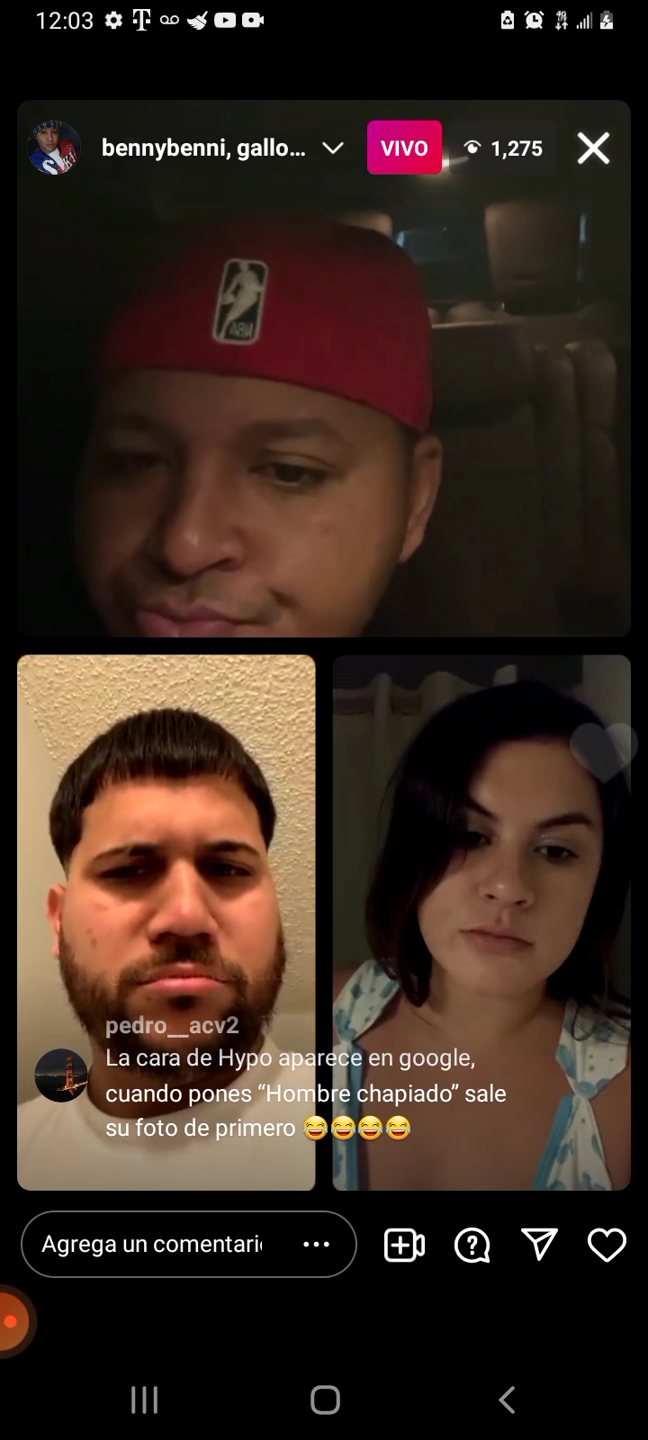 12:03
bennybenni, gallo...
VIVO
1,275
NBA
pedro__acv2
La cara de Hypo aparece en google,
cuando pones “Hombre chapiado” sale
su foto de primero 😂😂😂😂
Agrega un comentari